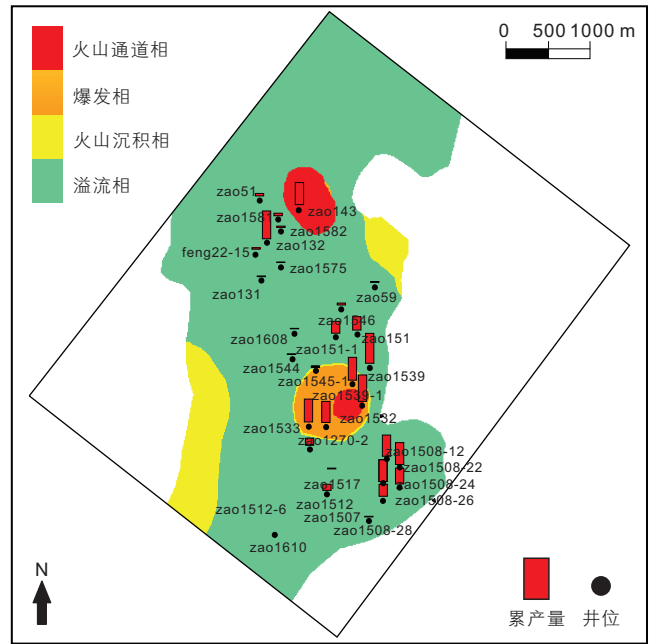 0 500 1000 m
火山通道相
爆发相
火山沉积相
溢流相
zao51
zao143
zao1581
zao1582
zao132
feng22-15
zao1575
zao131
zao59
zao1546
zao1608
zao151
zao151-1
zao1544
zao1539
zao1545-1
zao1539-1
zao1532
zao1533
zao1270-2
zao1508-12
zao1508-22
zao1517
zao1508-24
zao1512
zao1508-26
zao1512-6
zao1507
zao1508-28
zao1610
N
累产量 井位